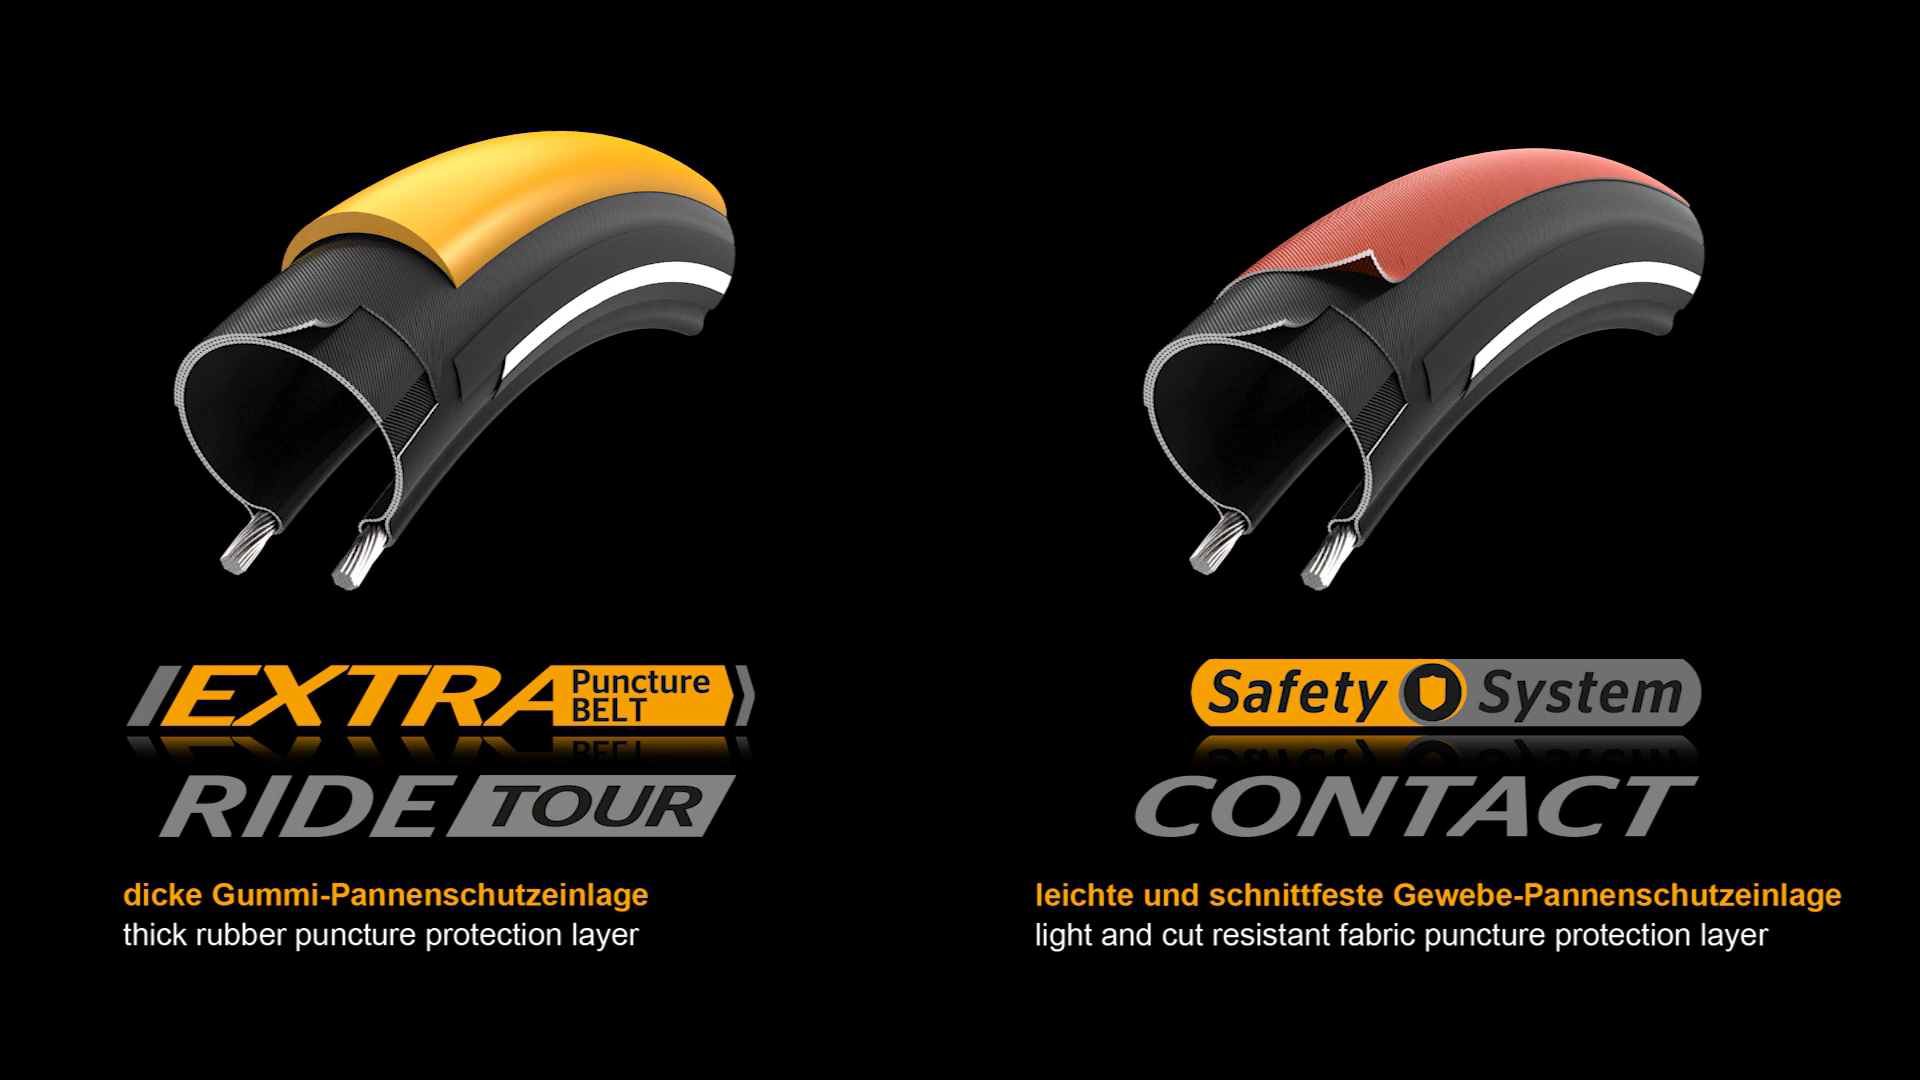 EXTRA Puncture BELT
RIDE TOUR
dicke Gummi-Pannenschutzeinlage
thick rubber puncture protection layer
Safety System
CONTACT
leichte und schnittfeste Gewebe-Pannenschutzeinlage
light and cut resistant fabric puncture protection layer